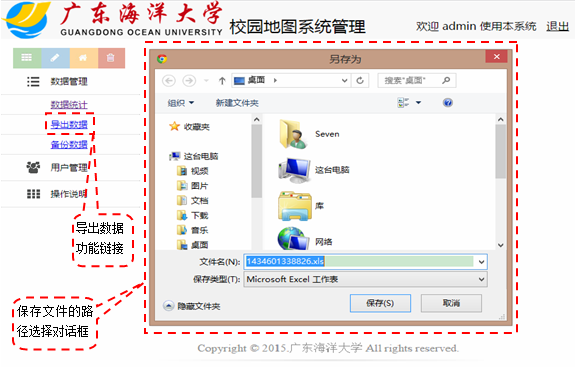 广东海洋大学
GUANGDONG OCEAN UNIVERSITY
校园地图系统管理
欢迎 admin 使用本系统 退出
数据管理
数据统计
导出数据
备份数据
用户管理
操作说明
导出数据
功能链接
保存文件的路
径选择对话框
另存为
桌面
搜索"桌面"
组织
新建文件夹
收藏夹
这台电脑
视频
图片
文档
下载
音乐
桌面
Seven
这台电脑
库
网络
文件名(N):
1434601338826.xls
保存类型(T):
Microsoft Excel 工作表
隐藏文件夹
保存(S)
取消
Copyright © 2015.广东海洋大学 All rights reserved.